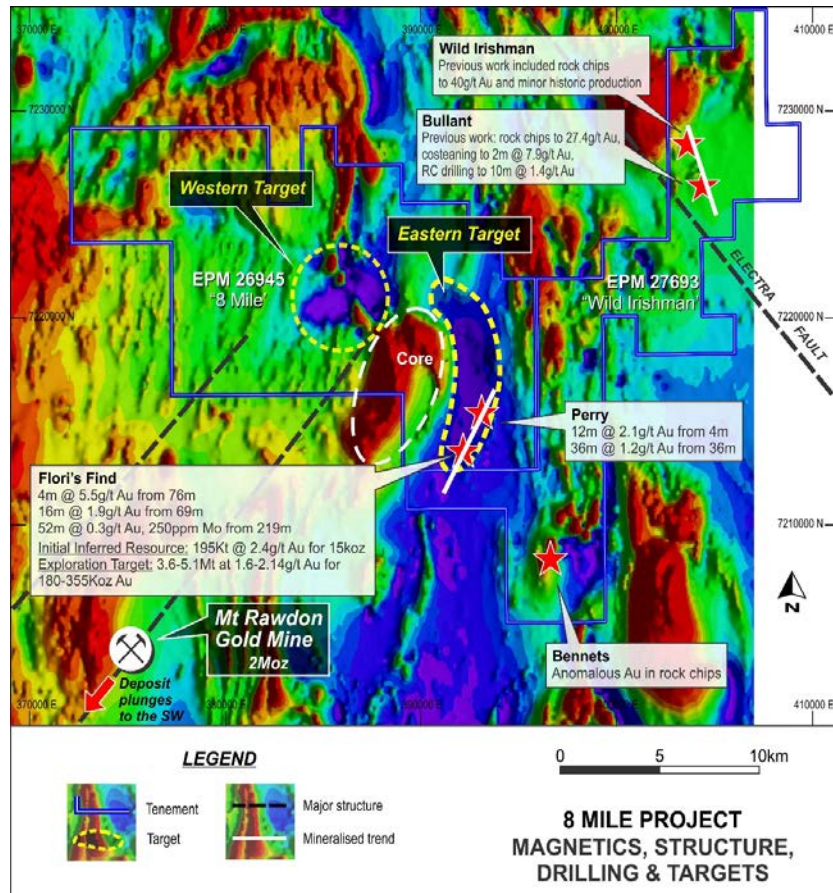 370000 E
390000 E
410000 E
7230000 N
7230000 N
Wild Irishman
Previous work included rock chips
to 40g/t Au and minor historic production
Bullant
Previous work: rock chips to 27.4g/t Au,
costeaning to 2m @ 7.9g/t Au,
RC drilling to 10m @ 1.4g/t Au
Western Target
Eastern Target
EPM 26945
"8 Mile"
EPM 27693
"Wild Irishman"
ELECTRA
FAULT
7220000 N
7220000 N
Core
Perry
12m @ 2.1g/t Au from 4m
36m @ 1.2g/t Au from 36m
Flori's Find
4m @ 5.5g/t Au from 76m
16m @ 1.9g/t Au from 69m
52m @ 0.3g/t Au, 250ppm Mo from 219m
Initial Inferred Resource: 195Kt @ 2.4g/t Au for 15koz
Exploration Target: 3.6-5.1Mt at 1.6-2.14g/t Au for
180-355Koz Au
7210000 N
7210000 N
N
Mt Rawdon
Gold Mine
2Moz
Deposit
plunges
to the SW
Bennets
Anomalous Au in rock chips
370000 E
380000 E
390000 E
410000 E
LEGEND
Tenement
Major structure
Target
Mineralised trend
0 5 10km
8 MILE PROJECT
MAGNETICS, STRUCTURE,
DRILLING & TARGETS